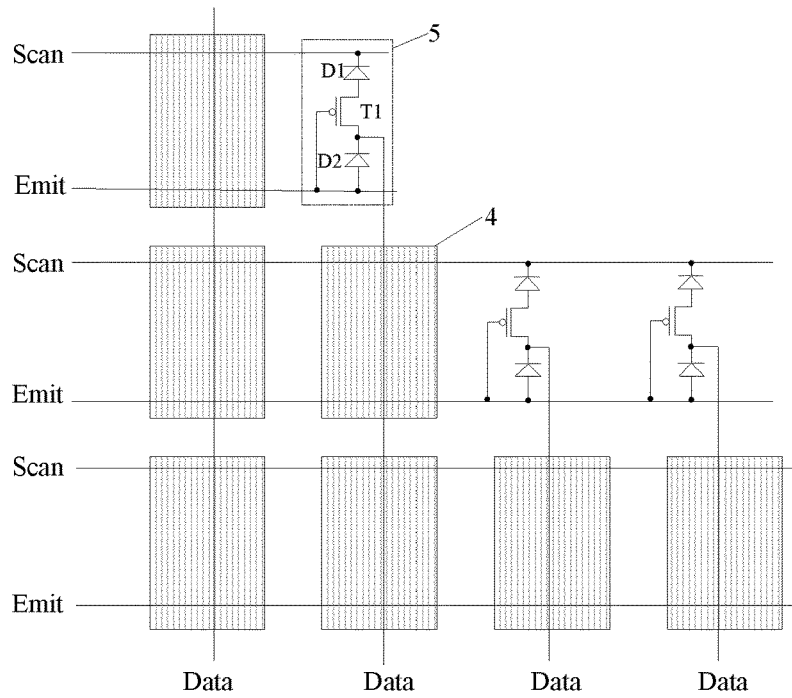 Scan
5
D1
T1
D2
Emit
4
Scan
Emit
Scan
Emit
Data Data Data Data